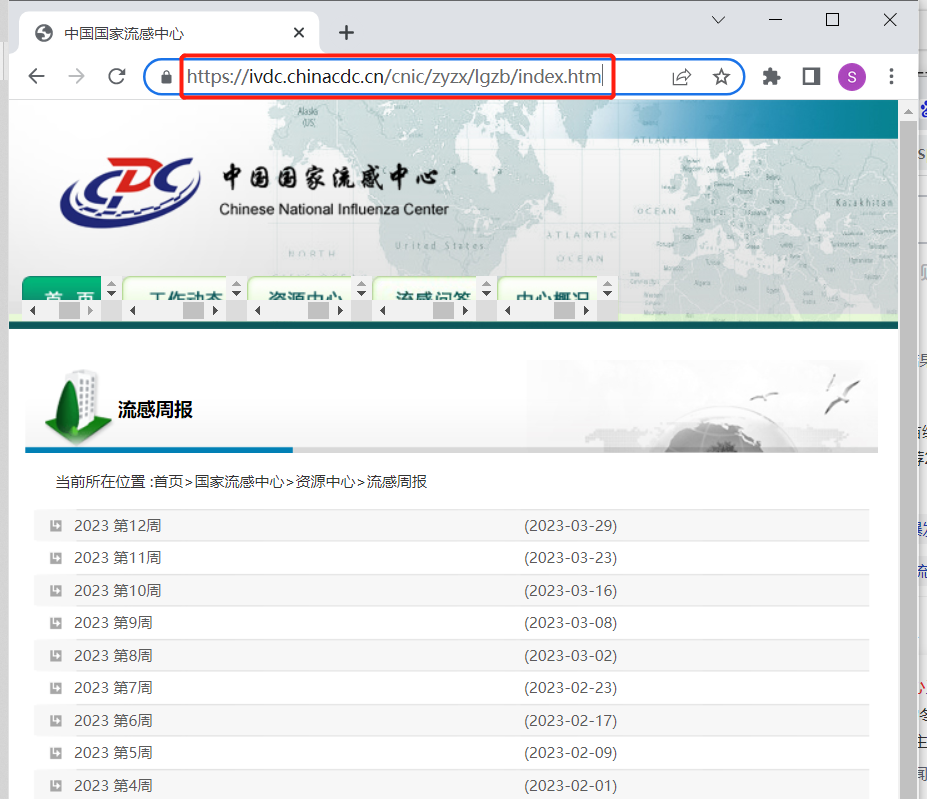 中国国家流感中心
https://ivdc.chinacdc.cn/cnic/zyzx/lgzb/index.htm
S
Alaska
(US)
CDC
中国国家流感中心
Chinese National Influenza Center
ATLANTIC
Kazakhstan
OCEAN
United States
ATLANTIC
NORTH
OCEAN
首 页
工作动态
资源中心
流感问答
中心概况
流感周报
当前所在位置 :首页>国家流感中心>资源中心>流感周报
2023 第12周 (2023-03-29)
2023 第11周 (2023-03-23)
2023 第10周 (2023-03-16)
2023 第9周 (2023-03-08)
2023 第8周 (2023-03-02)
2023 第7周 (2023-02-23)
2023 第6周 (2023-02-17)
2023 第5周 (2023-02-09)
2023 第4周 (2023-02-01)